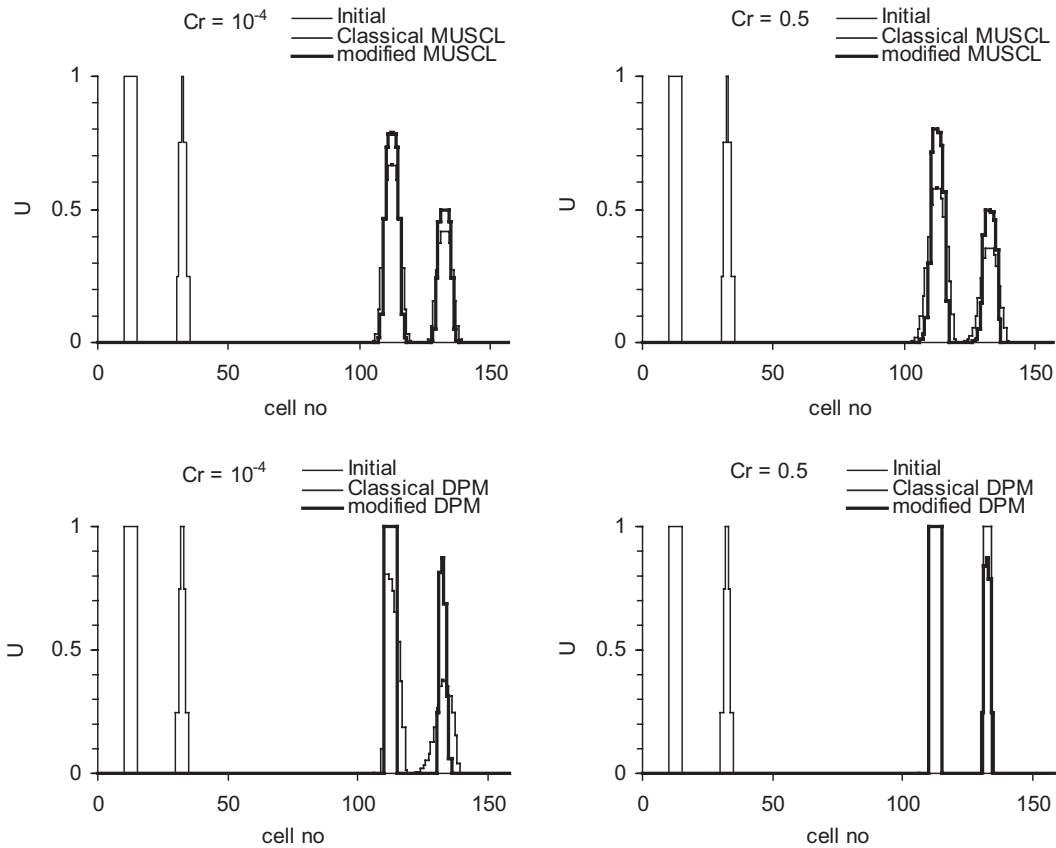 Cr = 10-4
Initial
Classical MUSCL
modified MUSCL
1
0.5
0
U
0 50 100 150
cell no
Cr = 0.5
Initial
Classical MUSCL
modified MUSCL
1
0.5
0
U
0 50 100 150
cell no
Cr = 10-4
Initial
Classical DPM
modified DPM
1
0.5
0
U
0 50 100 150
cell no
Cr = 0.5
Initial
Classical DPM
modified DPM
1
0.5
0
U
0 50 100 150
cell no